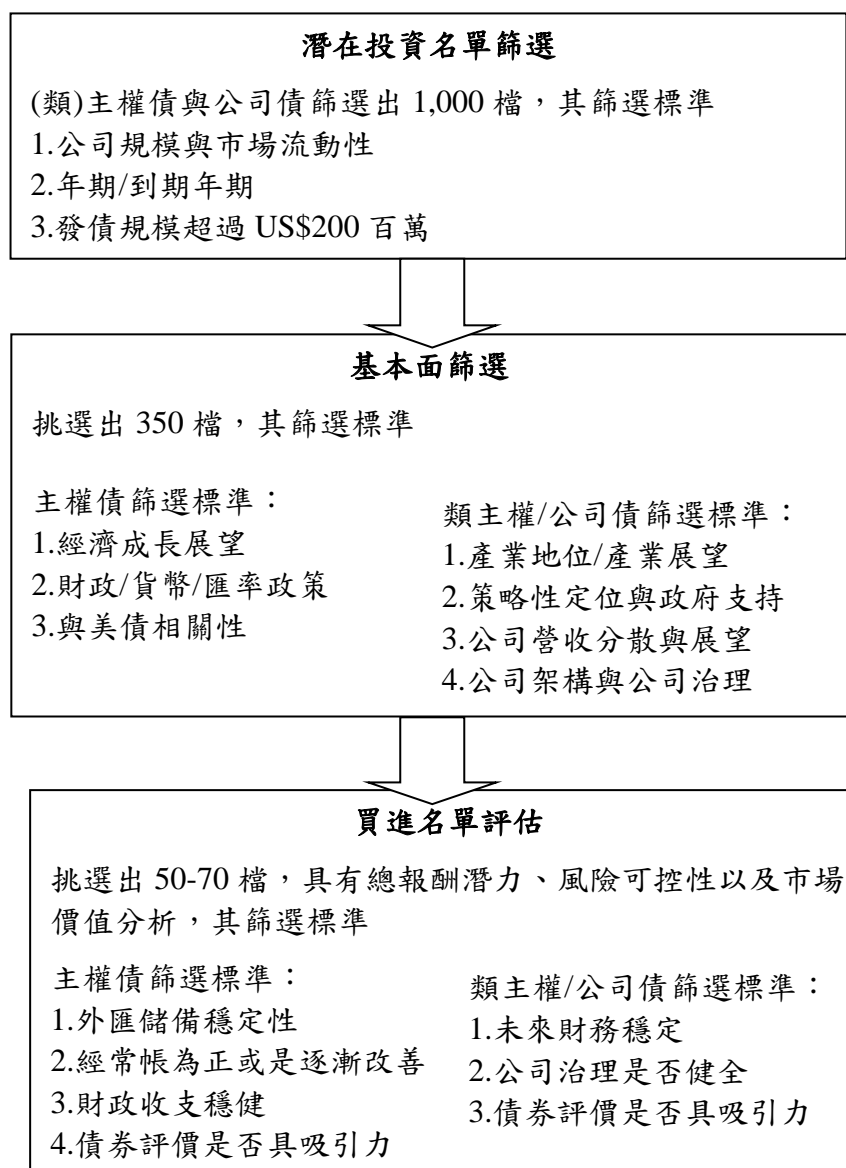 潛在投資名單篩選
(類)主權債與公司債篩選出 1,000 檔，其篩選標準
1.公司規模與市場流動性
2.年期/到期年期
3.發債規模超過 US$200 百萬
基本面篩選
挑選出 350 檔，其篩選標準
主權債篩選標準：
1.經濟成長展望
2.財政/貨幣/匯率政策
3.與美債相關性
類主權/公司債篩選標準：
1.產業地位/產業展望
2.策略性定位與政府支持
3.公司營收分散與展望
4.公司架構與公司治理
買進名單評估
挑選出 50-70 檔，具有總報酬潛力、風險可控性以及市場
價值分析，其篩選標準
主權債篩選標準：
1.外匯儲備穩定性
2.經常帳為正或是逐漸改善
3.財政收支穩健
4.債券評價是否具吸引力
類主權/公司債篩選標準：
1.未來財務穩定
2.公司治理是否健全
3.債券評價是否具吸引力